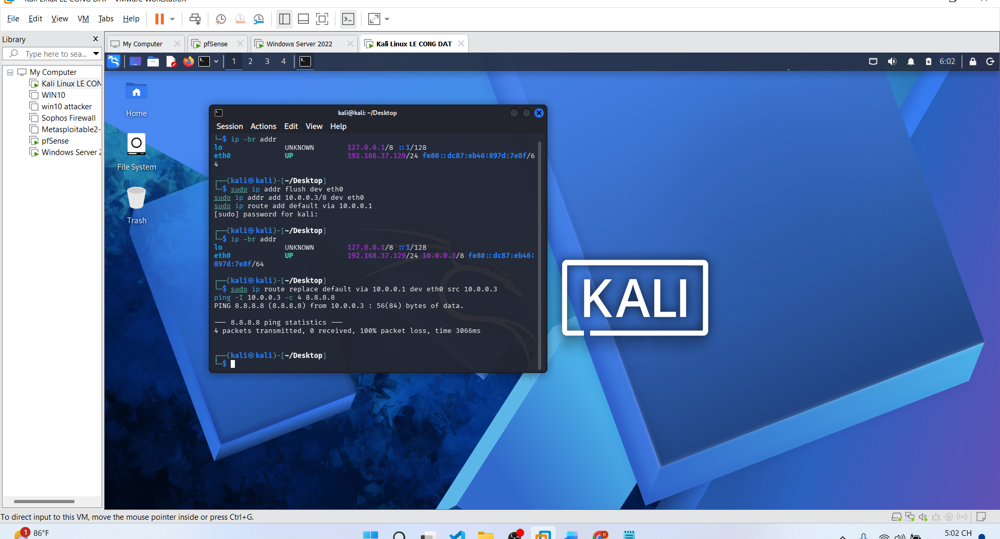 Kali Linux LE CONG DAT - VMware Workstation
File Edit View VM Tabs Help
Library
Type here to sea...
My Computer
Kali Linux LE CON
WIN10
win10 attacker
Sophos Firewall
Metasploitable2-
pfSense
Windows Server 2
My Computer
pfSense
Windows Server 2022
Kali Linux LE CONG DAT
1 2 3 4
6:02
Home
File System
Trash
kali@kali: ~/Desktop
Session Actions Edit View Help
└─$ ip -br addr
lo UNKNOWN 127.0.0.1/8 ::1/128
eth0 UP 192.168.37.129/24 fe80::dc87:eb46:897d:7e8f/6
4
┌──(kali㉿kali)-[~/Desktop]
└─$ sudo ip addr flush dev eth0
sudo ip addr add 10.0.0.3/8 dev eth0
sudo ip route add default via 10.0.0.1
[sudo] password for kali:
┌──(kali㉿kali)-[~/Desktop]
└─$ ip -br addr
lo UNKNOWN 127.0.0.1/8 ::1/128
eth0 UP 192.168.37.129/24 10.0.0.3/8 fe80::dc87:eb46:
897d:7e8f/64
┌──(kali㉿kali)-[~/Desktop]
└─$ sudo ip route replace default via 10.0.0.1 dev eth0 src 10.0.0.3
ping -I 10.0.0.3 -c 4 8.8.8.8
PING 8.8.8.8 (8.8.8.8) from 10.0.0.3 : 56(84) bytes of data.
--- 8.8.8.8 ping statistics ---
4 packets transmitted, 0 received, 100% packet loss, time 3066ms
┌──(kali㉿kali)-[~/Desktop]
└─$
KALI
To direct input to this VM, move the mouse pointer inside or press Ctrl+G.
1
86°F
5:02 CH